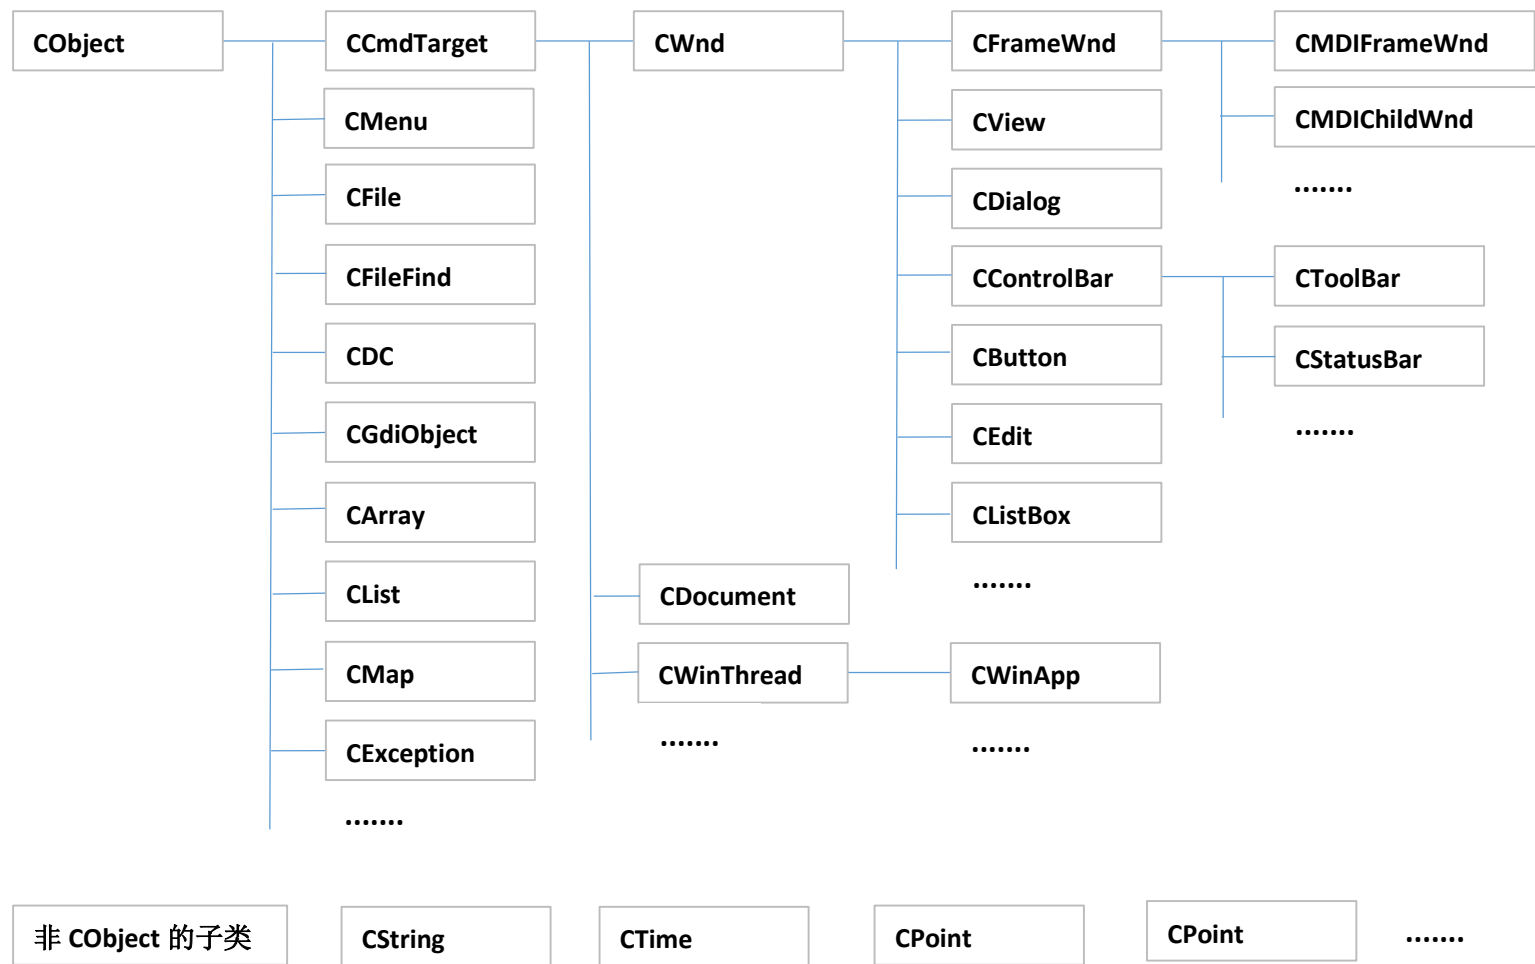 CObject
CCmdTarget
CWnd
CFrameWnd
CMDIFrameWnd
CMenu
CView
CMDIChildWnd
CFile
CDialog
.......
CFileFind
CControlBar
CToolBar
CDC
CButton
CStatusBar
CGdiObject
CEdit
.......
CArray
CListBox
CList
CDocument
.......
CMap
CWinThread
CWinApp
CException
.......
.......
.......
非 CObject 的子类
CString
CTime
CPoint
CPoint
.......